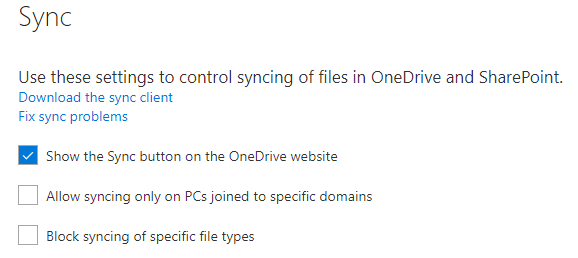 Sync
Use these settings to control syncing of files in OneDrive and SharePoint.
Download the sync client
Fix sync problems
Show the Sync button on the OneDrive website
Allow syncing only on PCs joined to specific domains
Block syncing of specific file types